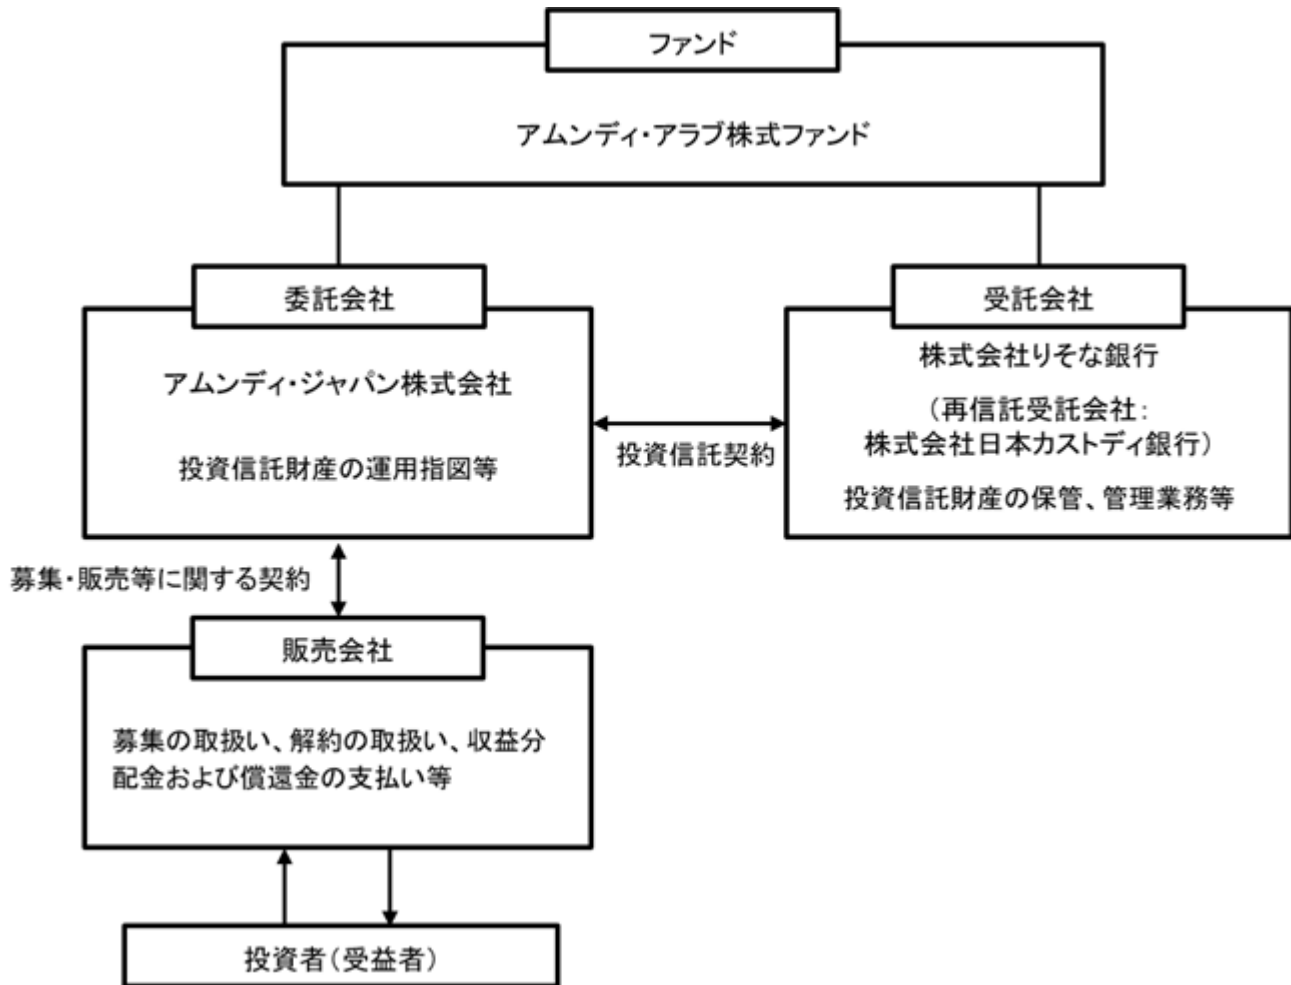 ファンド
アムンディ・アラブ株式ファンド
委託会社
アムンディ・ジャパン株式会社
投資信託財産の運用指図等
投資信託契約
受託会社
株式会社りそな銀行
（再信託受託会社：
株式会社日本カストディ銀行）
投資信託財産の保管、管理業務等
募集・販売等に関する契約
販売会社
募集の取扱い、解約の取扱い、収益分
配金および償還金の支払い等
投資者（受益者）